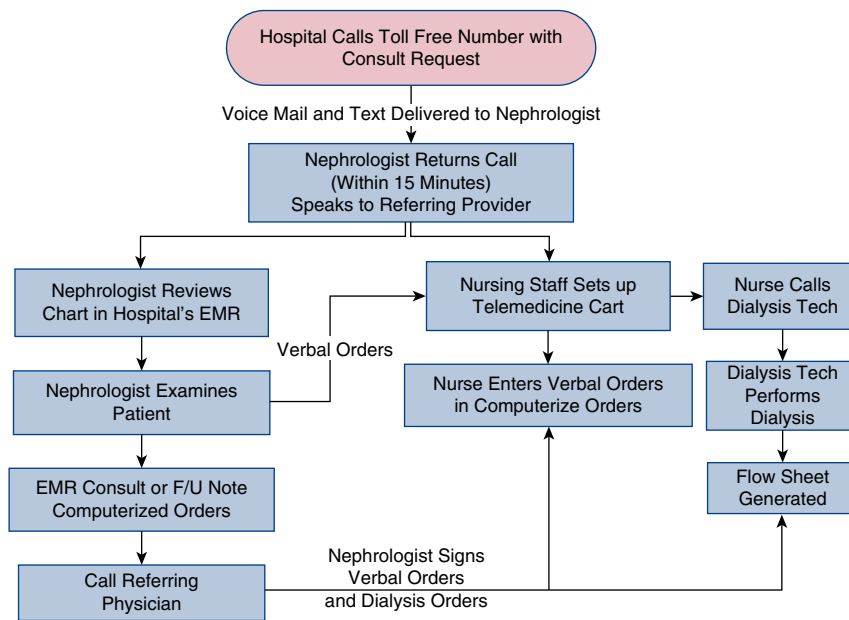 Hospital Calls Toll Free Number with
Consult Request
Voice Mail and Text Delivered to Nephrologist
Nephrologist Returns Call
(Within 15 Minutes)
Speaks to Referring Provider
Nephrologist Reviews
Chart in Hospital's EMR
Nursing Staff Sets up
Telemedicine Cart
Nurse Calls
Dialysis Tech
Verbal Orders
Nephrologist Examines
Patient
Nurse Enters Verbal Orders
in Computerize Orders
Dialysis Tech
Performs
Dialysis
EMR Consult or F/U Note
Computerized Orders
Flow Sheet
Generated
Call Referring
Physician
Nephrologist Signs
Verbal Orders
and Dialysis Orders